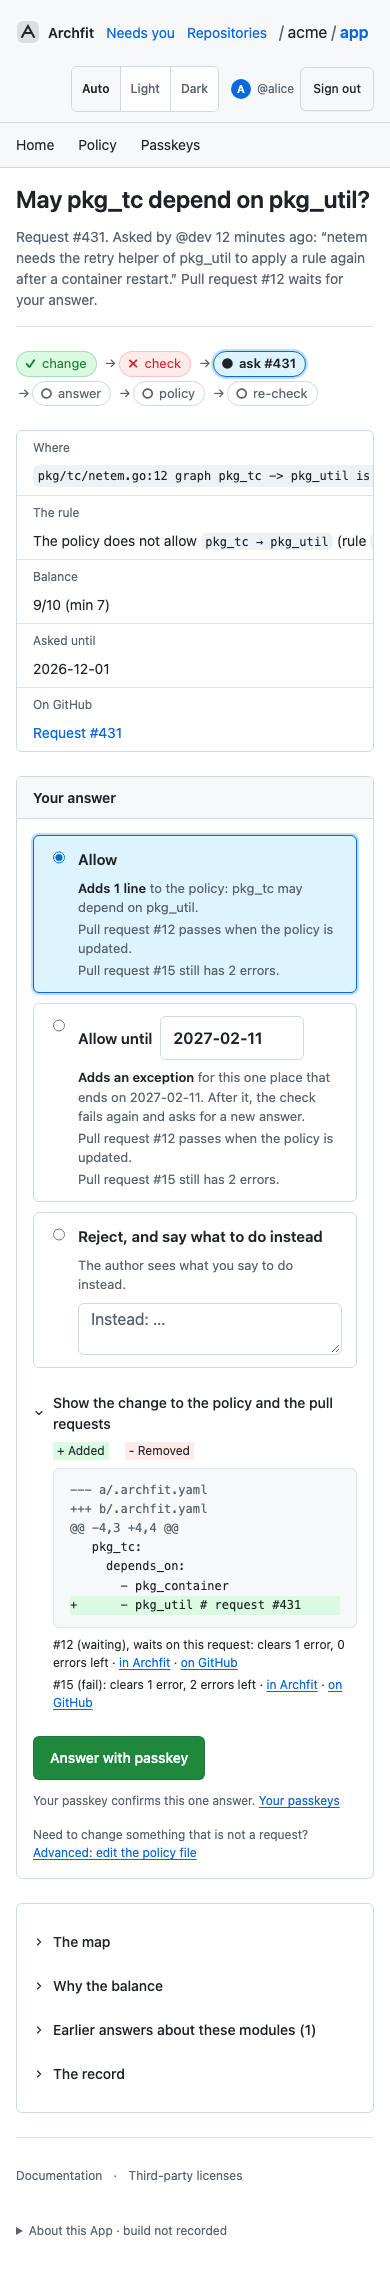 Archfit Needs you Repositories / acme / app
Auto Light Dark A @alice Sign out
Home Policy Passkeys
May pkg_tc depend on pkg_util?
Request #431. Asked by @dev 12 minutes ago: “netem
needs the retry helper of pkg_util to apply a rule again
after a container restart.” Pull request #12 waits for
your answer.
change → check → ask #431
→ answer → policy → re-check
Where
pkg/tc/netem.go:12 graph pkg_tc -> pkg_util is
The rule
The policy does not allow pkg_tc → pkg_util (rule
Balance
9/10 (min 7)
Asked until
2026-12-01
On GitHub
Request #431
Your answer
Allow
Adds 1 line to the policy: pkg_tc may
depend on pkg_util.
Pull request #12 passes when the policy is
updated.
Pull request #15 still has 2 errors.
Allow until 2027-02-11
Adds an exception for this one place that
ends on 2027-02-11. After it, the check
fails again and asks for a new answer.
Pull request #12 passes when the policy is
updated.
Pull request #15 still has 2 errors.
Reject, and say what to do instead
The author sees what you say to do
instead.
Instead: ...
Show the change to the policy and the pull
requests
+ Added - Removed
--- a/.archfit.yaml
+++ b/.archfit.yaml
@@ -4,3 +4,4 @@
pkg_tc:
depends_on:
- pkg_container
+ - pkg_util # request #431
#12 (waiting), waits on this request: clears 1 error, 0
errors left · in Archfit · on GitHub
#15 (fail): clears 1 error, 2 errors left · in Archfit · on
GitHub
Answer with passkey
Your passkey confirms this one answer. Your passkeys
Need to change something that is not a request?
Advanced: edit the policy file
The map
Why the balance
Earlier answers about these modules (1)
The record
Documentation · Third-party licenses
About this App · build not recorded